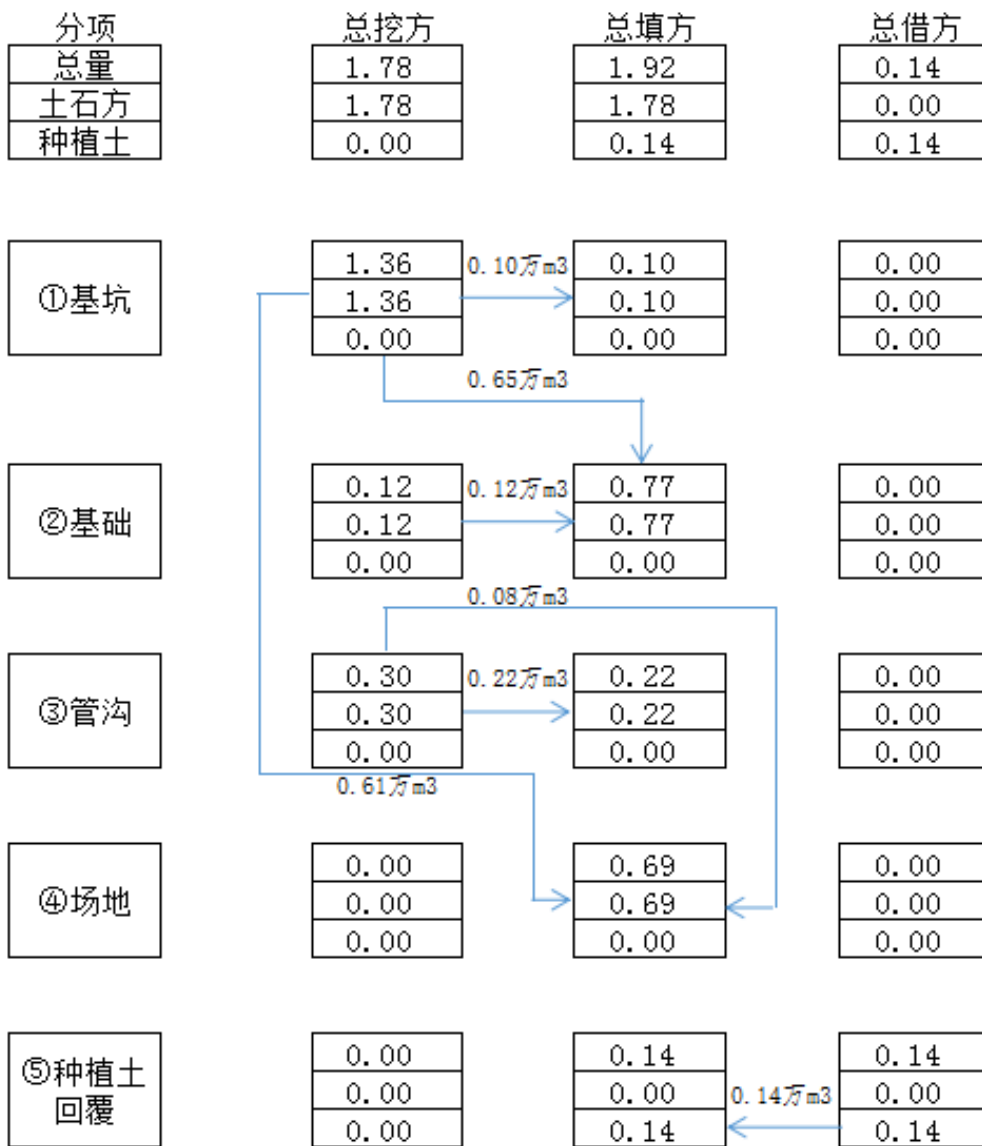 分项 总挖方 总填方 总借方
总量 1.78 1.92 0.14
土石方 1.78 1.78 0.00
种植土 0.00 0.14 0.14
1.36 0.10万m3 0.10 0.00
①基坑 1.36 0.10 0.00
0.00 0.00 0.00
0.65万m3
0.12 0.12万m3 0.77 0.00
②基础 0.12 0.77 0.00
0.00 0.00 0.00
0.08万m3
0.30 0.22万m3 0.22 0.00
③管沟 0.30 0.22 0.00
0.00 0.00 0.00
0.61万m3
0.00 0.69 0.00
④场地 0.00 0.69 0.00
0.00 0.00 0.00
0.00 0.14 0.14
⑤种植土 0.00 0.00 0.14万m3 0.00
回覆 0.00 0.14 0.14